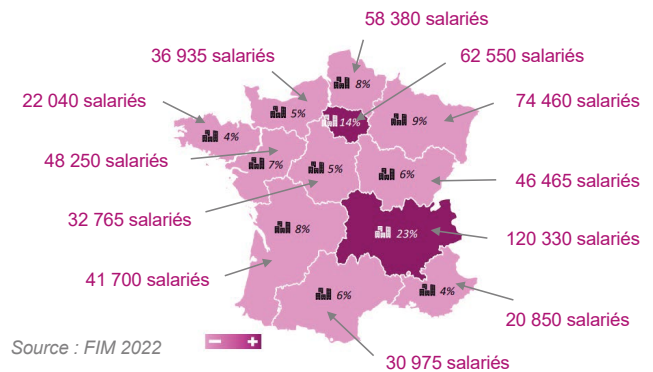 58 380 salariés
36 935 salariés
62 550 salariés
8%
22 040 salariés
74 460 salariés
5%
14%
9%
4%
48 250 salariés
7%
5%
6%
46 465 salariés
32 765 salariés
8%
23%
120 330 salariés
41 700 salariés
6%
4%
20 850 salariés
Source : FIM 2022
− +
30 975 salariés